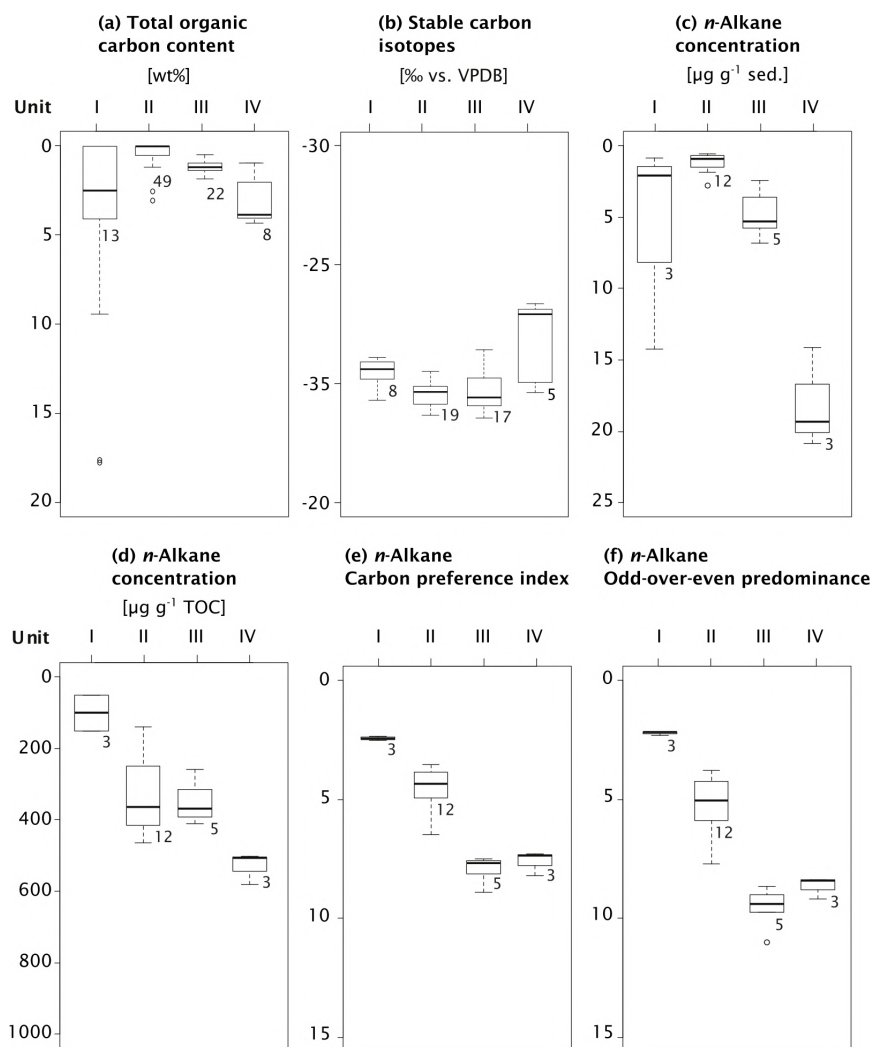 (a) Total organic
carbon content
[wt%]
(b) Stable carbon
isotopes
[‰ vs. VPDB]
(c) n-Alkane
concentration
[µg g⁻¹ sed.]
Unit I II III IV
I II III IV
I II III IV
0
5
10
15
20
13
49
22
8
-30
-25
-35
-20
8
19
17
5
0
5
10
15
20
25
3
12
5
3
(d) n-Alkane
concentration
[µg g⁻¹ TOC]
(e) n-Alkane
Carbon preference index
(f) n-Alkane
Odd-over-even predominance
Unit I II III IV
I II III IV
I II III IV
0
200
400
600
800
1000
3
12
5
3
0
5
10
15
3
12
5
3
0
5
10
15
3
12
5
3